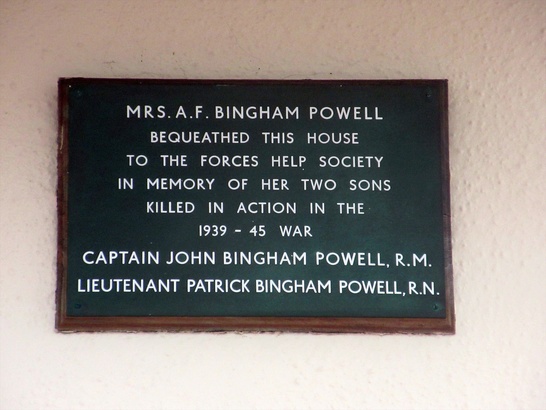 MRS. A.F. BINGHAM POWELL
BEQUEATHED THIS HOUSE
TO THE FORCES HELP SOCIETY
IN MEMORY OF HER TWO SONS
KILLED IN ACTION IN THE
1939 - 45 WAR
CAPTAIN JOHN BINGHAM POWELL, R.M.
LIEUTENANT PATRICK BINGHAM POWELL, R.N.